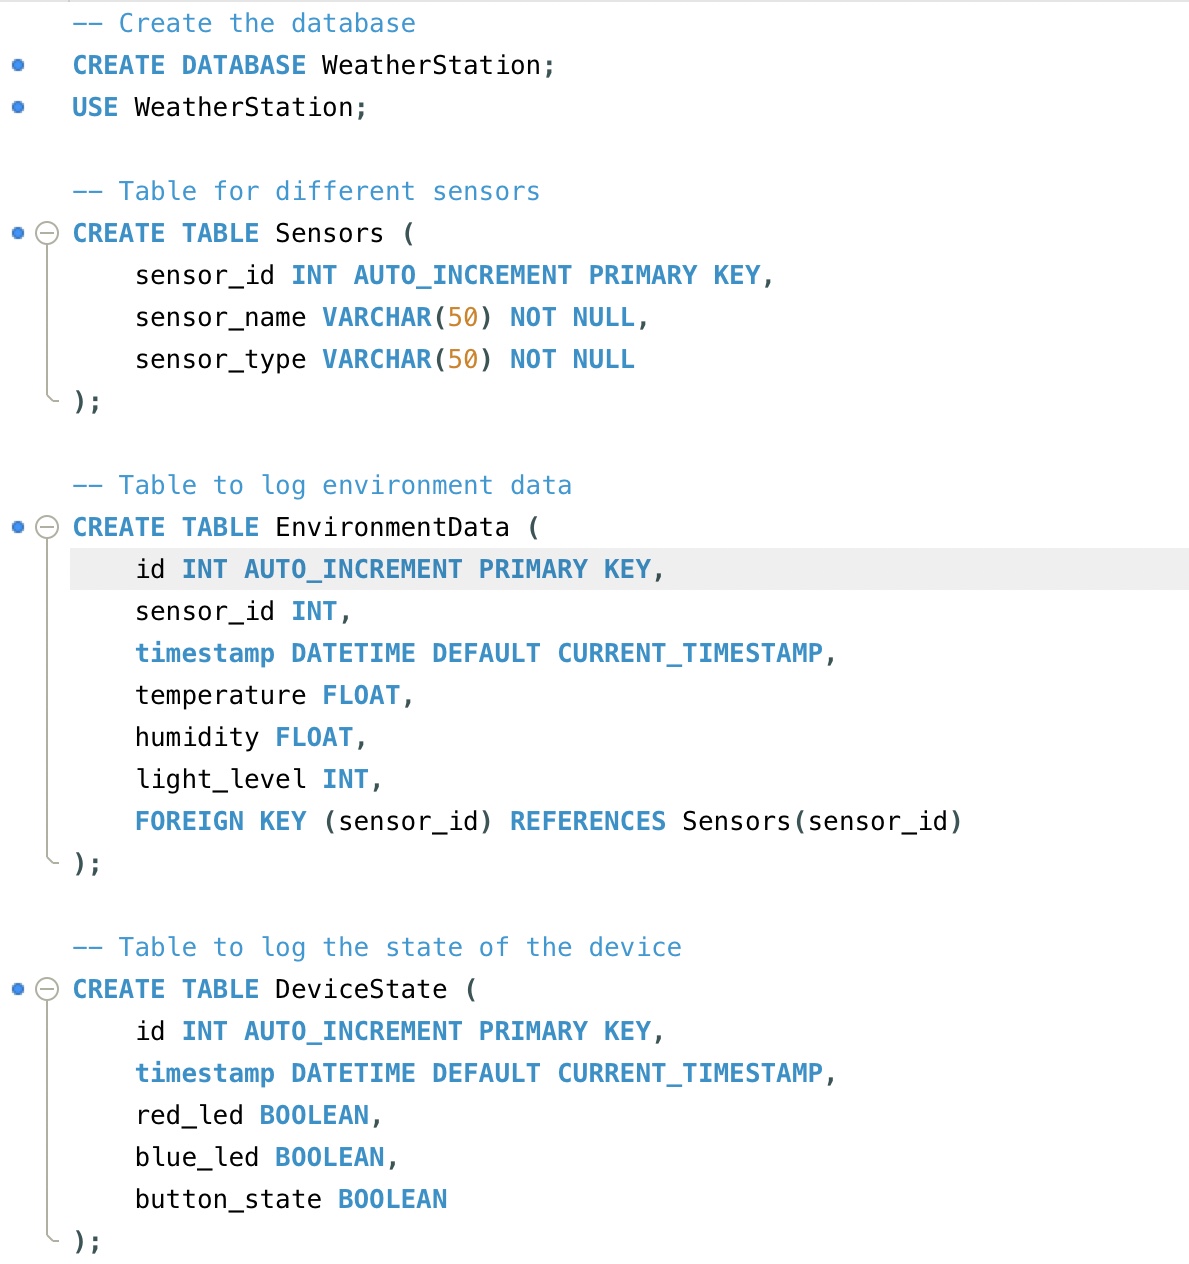 -- Create the database
CREATE DATABASE WeatherStation;
USE WeatherStation;
-- Table for different sensors
CREATE TABLE Sensors (
sensor_id INT AUTO_INCREMENT PRIMARY KEY,
sensor_name VARCHAR(50) NOT NULL,
sensor_type VARCHAR(50) NOT NULL
);
-- Table to log environment data
CREATE TABLE EnvironmentData (
id INT AUTO_INCREMENT PRIMARY KEY,
sensor_id INT,
timestamp DATETIME DEFAULT CURRENT_TIMESTAMP,
temperature FLOAT,
humidity FLOAT,
light_level INT,
FOREIGN KEY (sensor_id) REFERENCES Sensors(sensor_id)
);
-- Table to log the state of the device
CREATE TABLE DeviceState (
id INT AUTO_INCREMENT PRIMARY KEY,
timestamp DATETIME DEFAULT CURRENT_TIMESTAMP,
red_led BOOLEAN,
blue_led BOOLEAN,
button_state BOOLEAN
);